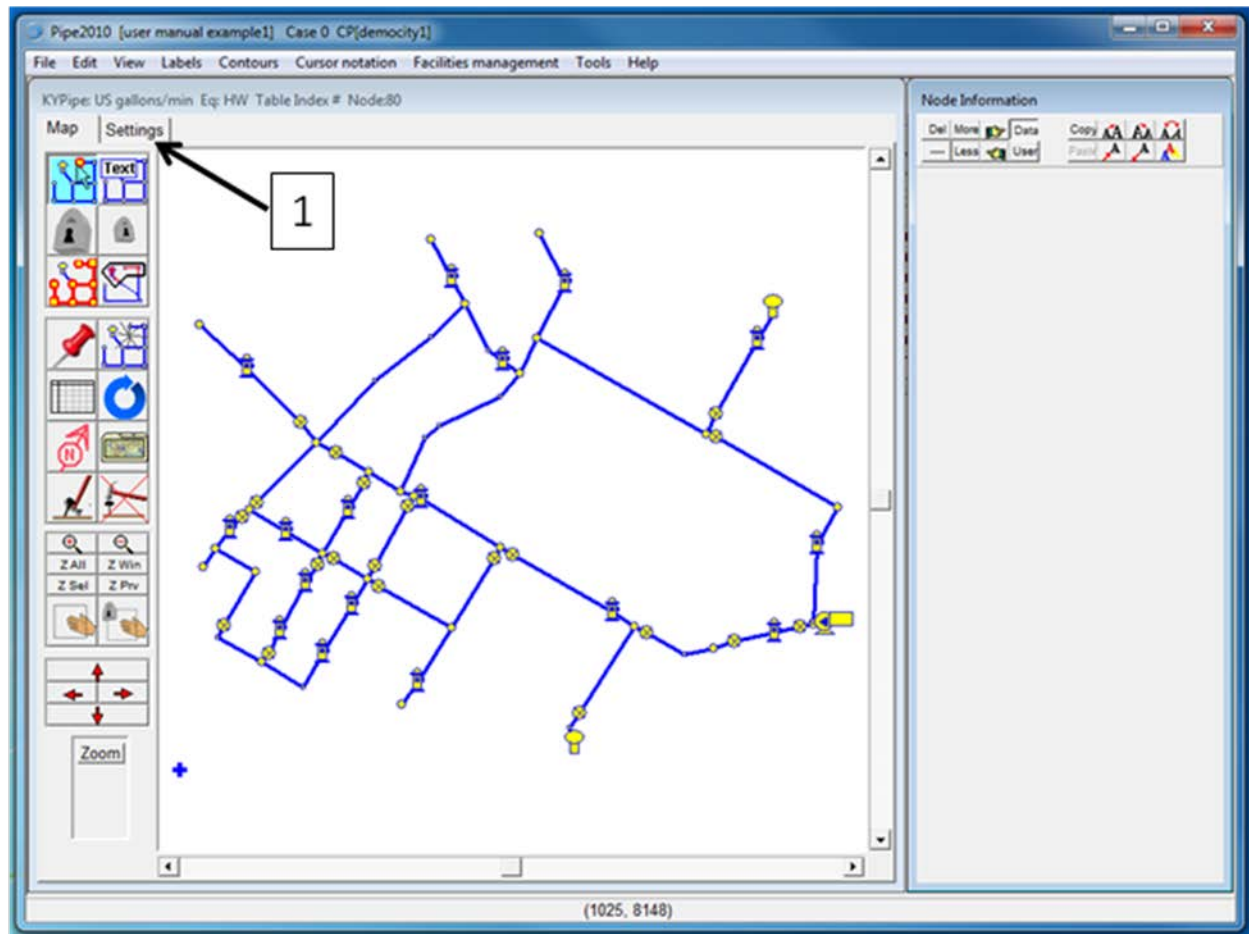 Pipe2010 [user manual example1] Case 0 CP[democity1]
File Edit View Labels Contours Cursor notation Facilities management Tools Help
KYPipe: US gallons/min Eq: HW Table Index # Node:80
Map Settings
Text
1
N
Z All Z Win
Z Sel Z Prv
Zoom
Node Information
Del More Data Copy A A A
Less User Paste A A A
(1025, 8148)